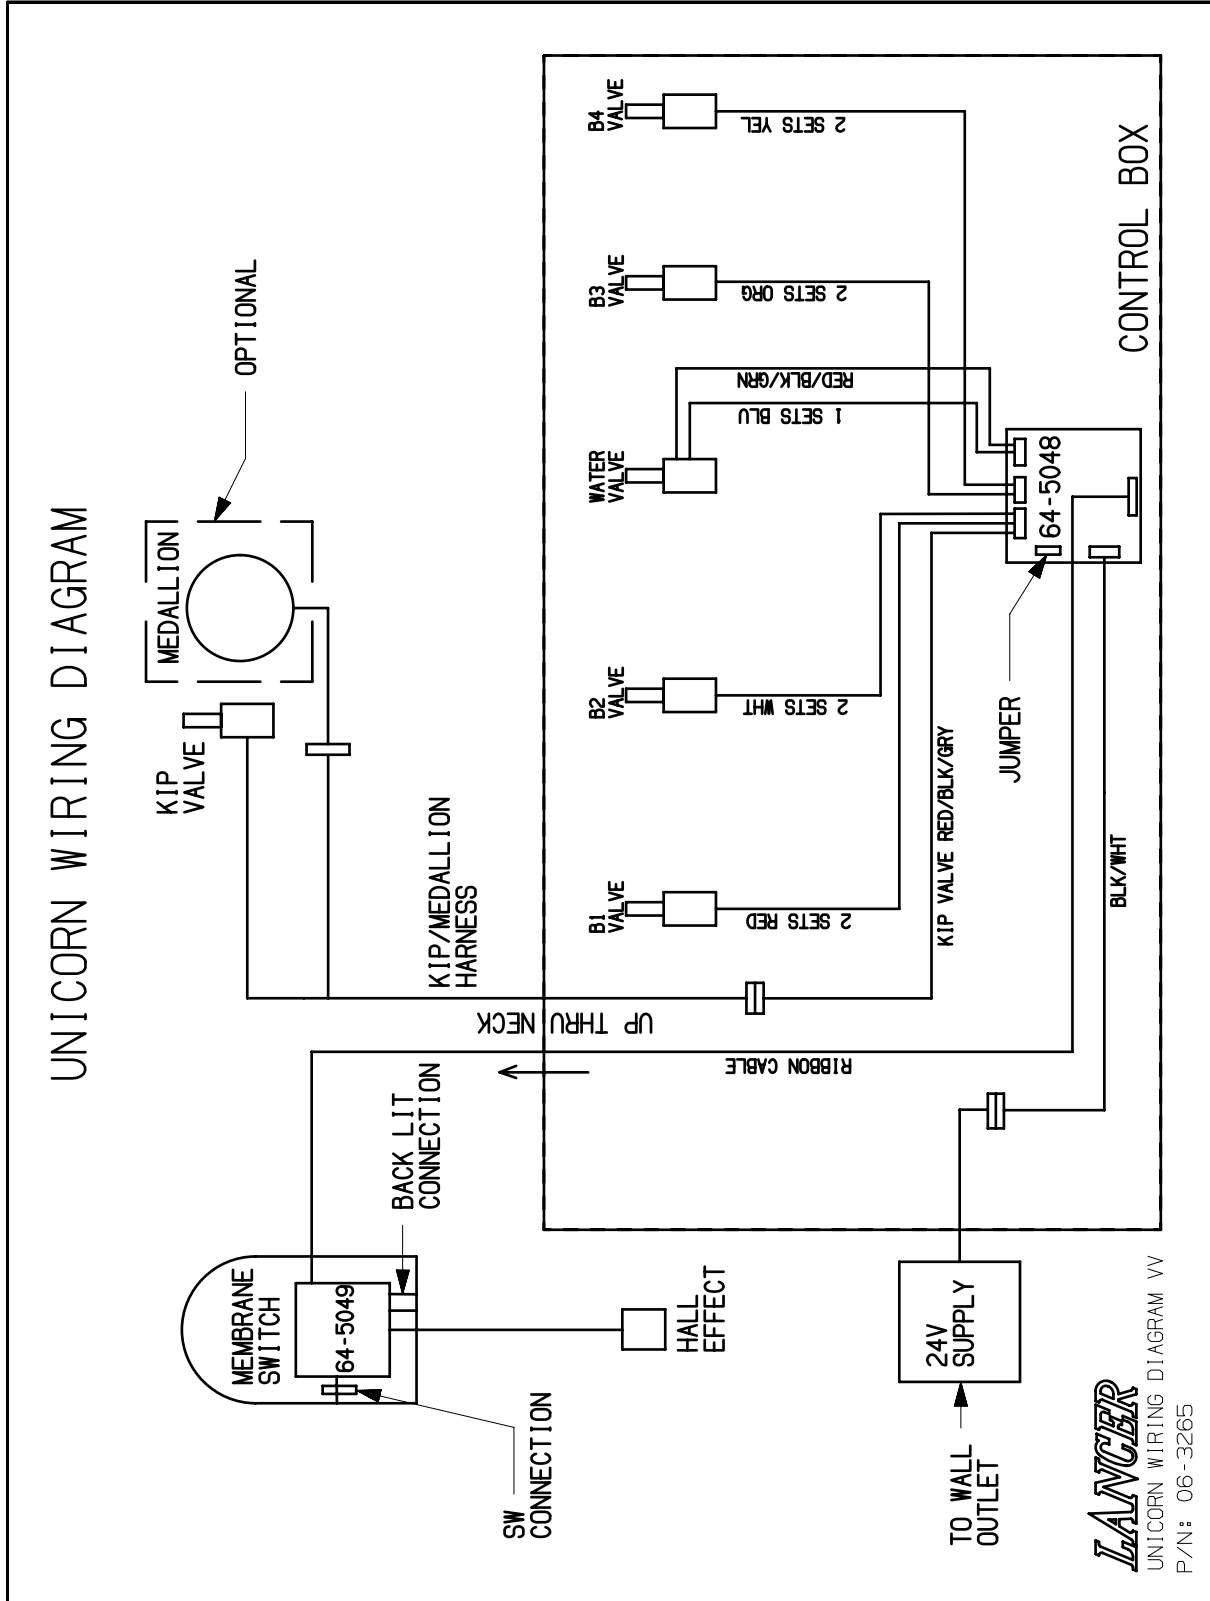 UNICORN WIRING DIAGRAM
MEMBRANE
SWITCH
64-5049
SW
CONNECTION
BACK LIT
CONNECTION
HALL
EFFECT
KIP
VALVE
MEDALLION
OPTIONAL
KIP/MEDALLION
HARNESS
UP THRU NECK
RIBBON CABLE
B1
VALVE
2 SETS RED
B2
VALVE
2 SETS WHT
WATER
VALVE
1 SETS BLU
RED/BLK/GRN
B3
VALVE
2 SETS ORG
B4
VALVE
2 SETS YEL
KIP VALVE RED/BLK/GRY
JUMPER
64-5048
BLK/WHT
CONTROL BOX
24V
SUPPLY
TO WALL
OUTLET
LANCER
UNICORN WIRING DIAGRAM VV
P/N: 06-3265